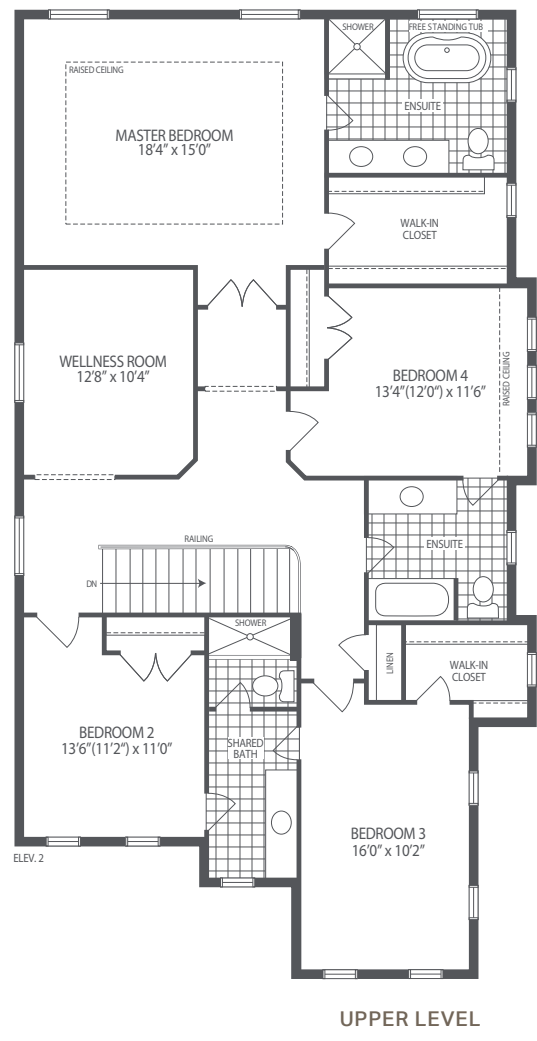 SHOWER
FREE STANDING TUB
RAISED CEILING
ENSUITE
MASTER BEDROOM
18'4" x 15'0"
WALK-IN
CLOSET
WELLNESS ROOM
12'8" x 10'4"
BEDROOM 4
13'4"(12'0") x 11'6"
RAISED CEILING
RAILING
ENSUITE
DN
SHOWER
LINEN
WALK-IN
CLOSET
BEDROOM 2
13'6"(11'2") x 11'0"
SHARED
BATH
BEDROOM 3
16'0" x 10'2"
ELEV. 2
UPPER LEVEL